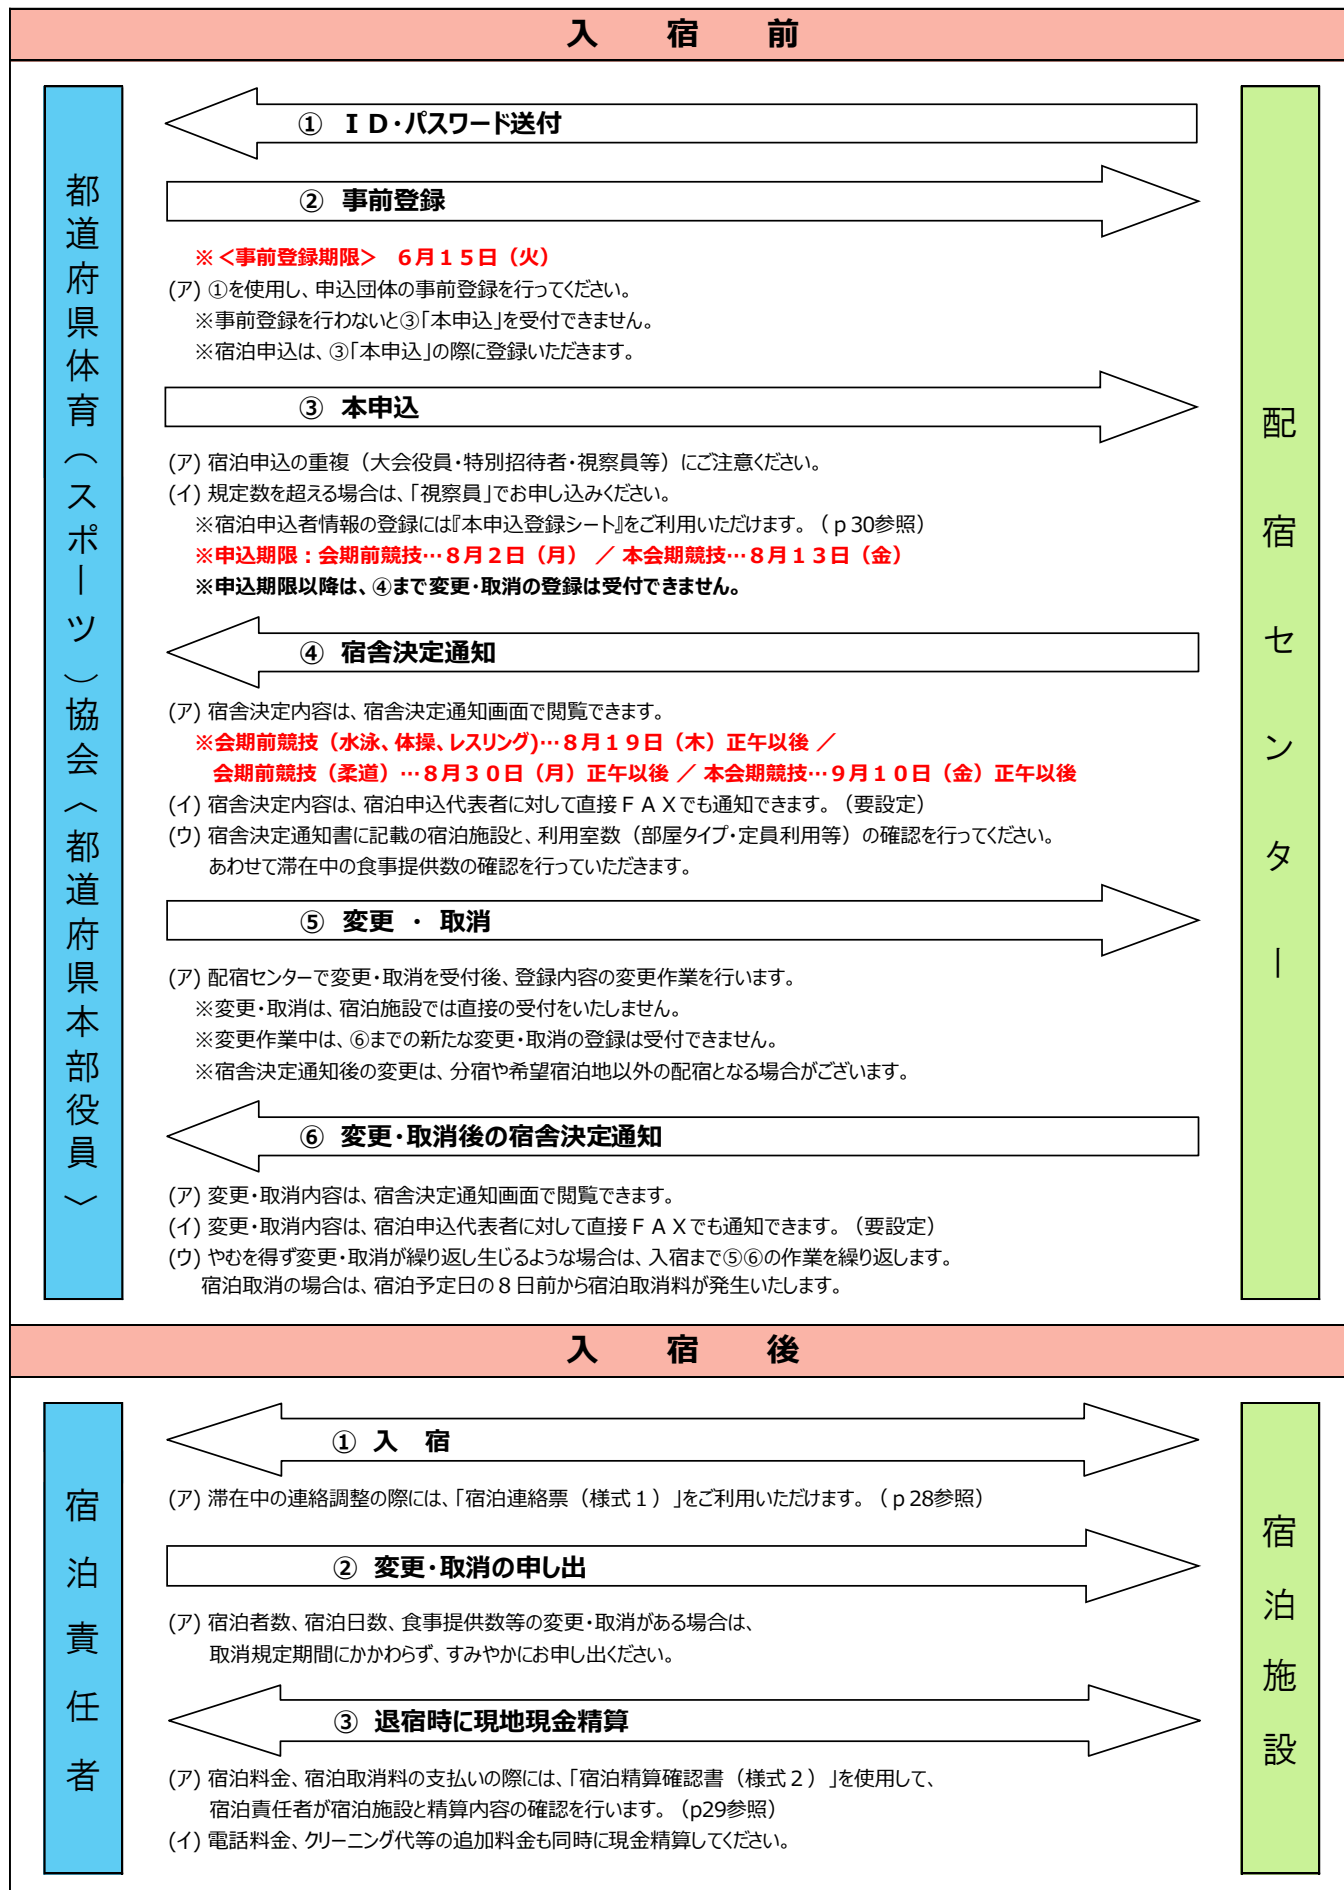 入　宿　前
都道府県体育（スポーツ）協会〈都道府県本部役員〉
配宿センター
① ＩＤ・パスワード送付
② 事前登録
※＜事前登録期限＞　６月１５日（火）
(ア) ①を使用し、申込団体の事前登録を行ってください。
※事前登録を行わないと③「本申込」を受付できません。
※宿泊申込は、③「本申込」の際に登録いただきます。
③ 本申込
(ア) 宿泊申込の重複（大会役員・特別招待者・視察員等）にご注意ください。
(イ) 規定数を超える場合は、「視察員」でお申し込みください。
※宿泊申込者情報の登録には『本申込登録シート』をご利用いただけます。（ｐ30参照）
※申込期限：会期前競技…８月２日（月） ／ 本会期競技…８月１３日（金）
※申込期限以降は、④まで変更・取消の登録は受付できません。
④ 宿舎決定通知
(ア) 宿舎決定内容は、宿舎決定通知画面で閲覧できます。
※会期前競技（水泳、体操、レスリング)…８月１９日（木）正午以後 ／
会期前競技（柔道）…８月３０日（月）正午以後 ／ 本会期競技…９月１０日（金）正午以後
(イ) 宿舎決定内容は、宿泊申込代表者に対して直接ＦＡＸでも通知できます。（要設定）
(ウ) 宿舎決定通知書に記載の宿泊施設と、利用室数（部屋タイプ・定員利用等）の確認を行ってください。
あわせて滞在中の食事提供数の確認を行っていただきます。
⑤ 変更 ・ 取消
(ア) 配宿センターで変更・取消を受付後、登録内容の変更作業を行います。
※変更・取消は、宿泊施設では直接の受付をいたしません。
※変更作業中は、⑥までの新たな変更・取消の登録は受付できません。
※宿舎決定通知後の変更は、分宿や希望宿泊地以外の配宿となる場合がございます。
⑥ 変更・取消後の宿舎決定通知
(ア) 変更・取消内容は、宿舎決定通知画面で閲覧できます。
(イ) 変更・取消内容は、宿泊申込代表者に対して直接ＦＡＸでも通知できます。（要設定）
(ウ) やむを得ず変更・取消が繰り返し生じるような場合は、入宿まで⑤⑥の作業を繰り返します。
宿泊取消の場合は、宿泊予定日の８日前から宿泊取消料が発生いたします。
入　宿　後
宿泊責任者
宿泊施設
① 入　宿
(ア) 滞在中の連絡調整の際には、「宿泊連絡票（様式１）」をご利用いただけます。（ｐ28参照）
② 変更・取消の申し出
(ア) 宿泊者数、宿泊日数、食事提供数等の変更・取消がある場合は、
取消規定期間にかかわらず、すみやかにお申し出ください。
③ 退宿時に現地現金精算
(ア) 宿泊料金、宿泊取消料の支払いの際には、「宿泊精算確認書（様式２）」を使用して、
宿泊責任者が宿泊施設と精算内容の確認を行います。（p29参照）
(イ) 電話料金、クリーニング代等の追加料金も同時に現金精算してください。